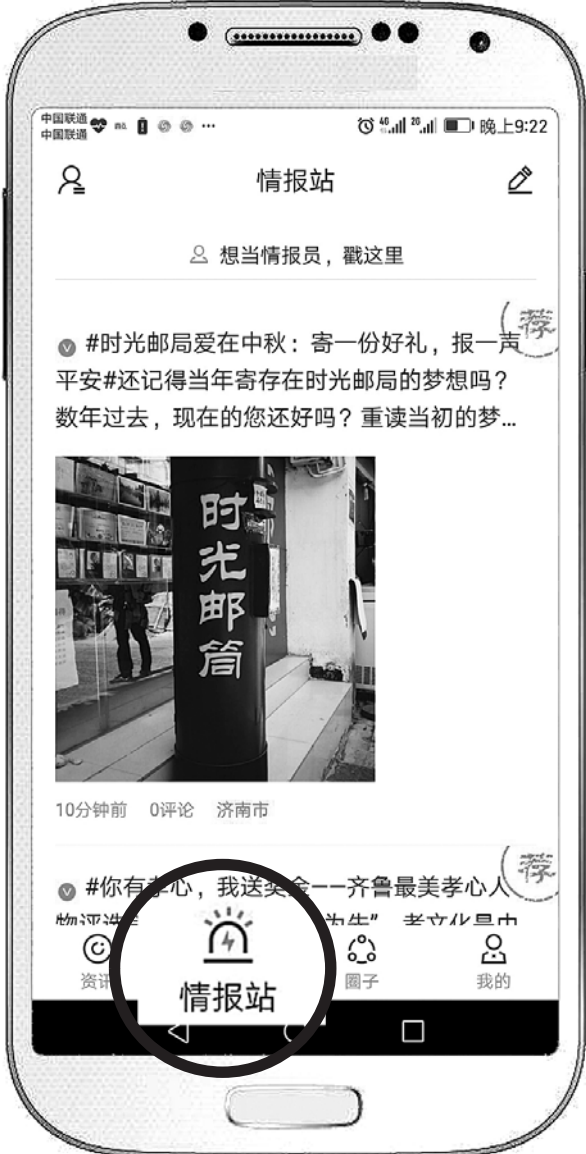 中国联通
中国联通
4G 2G 晚上9:22
情报站
想当情报员，戳这里
荐
#时光邮局爱在中秋：寄一份好礼，报一声
平安#还记得当年寄存在时光邮局的梦想吗？
数年过去，现在的您还好吗？重读当初的梦...
时光邮筒
10分钟前 0评论 济南市
荐
#你有孝心，我送奖金——齐鲁最美孝心人
资讯 情报站 圈子 我的